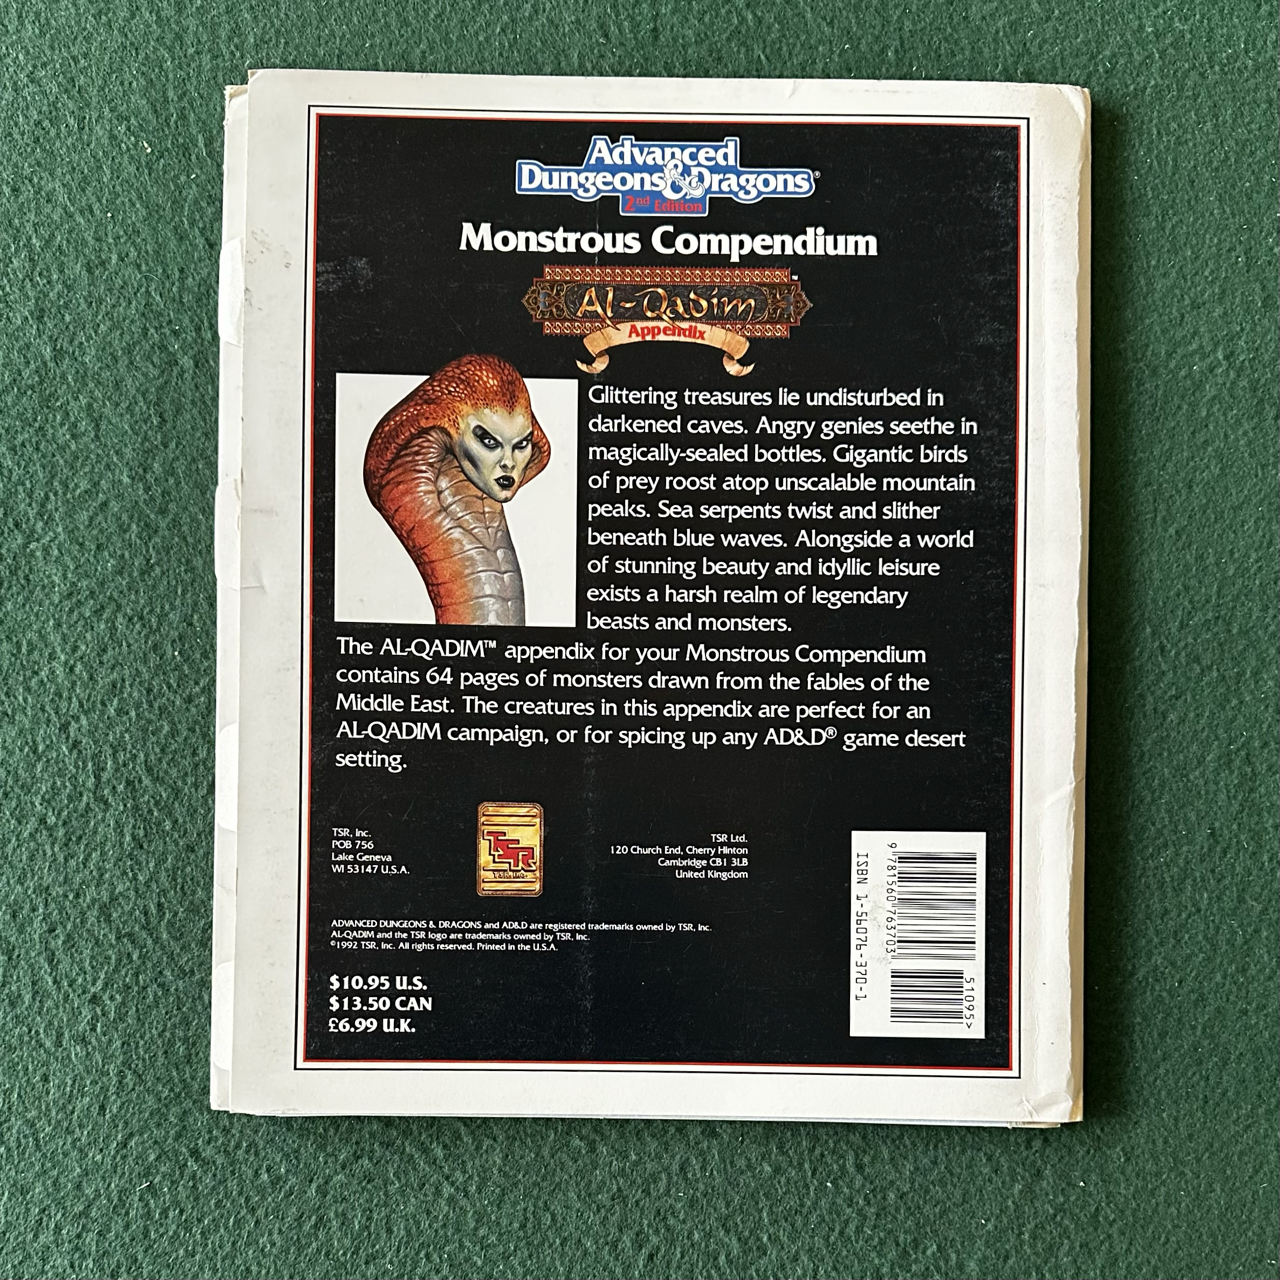 Advanced
Dungeons & Dragons®
2nd Edition
Monstrous Compendium
AL-QADIM™
Appendix
Glittering treasures lie undisturbed in
darkened caves. Angry genies seethe in
magically-sealed bottles. Gigantic birds
of prey roost atop unscalable mountain
peaks. Sea serpents twist and slither
beneath blue waves. Alongside a world
of stunning beauty and idyllic leisure
exists a harsh realm of legendary
beasts and monsters.
The AL-QADIM™ appendix for your Monstrous Compendium
contains 64 pages of monsters drawn from the fables of the
Middle East. The creatures in this appendix are perfect for an
AL-QADIM campaign, or for spicing up any AD&D® game desert
setting.
TSR, Inc.
POB 756
Lake Geneva
WI 53147 U.S.A.
TSR
TSR Ltd.
120 Church End, Cherry Hinton
Cambridge CB1 3LB
United Kingdom
ADVANCED DUNGEONS & DRAGONS and AD&D are registered trademarks owned by TSR, Inc.
AL-QADIM and the TSR logo are trademarks owned by TSR, Inc.
©1992 TSR, Inc. All rights reserved. Printed in the U.S.A.
$10.95 U.S.
$13.50 CAN
£6.99 U.K.
9 781560 763703
51095>
ISBN 1-56076-370-1